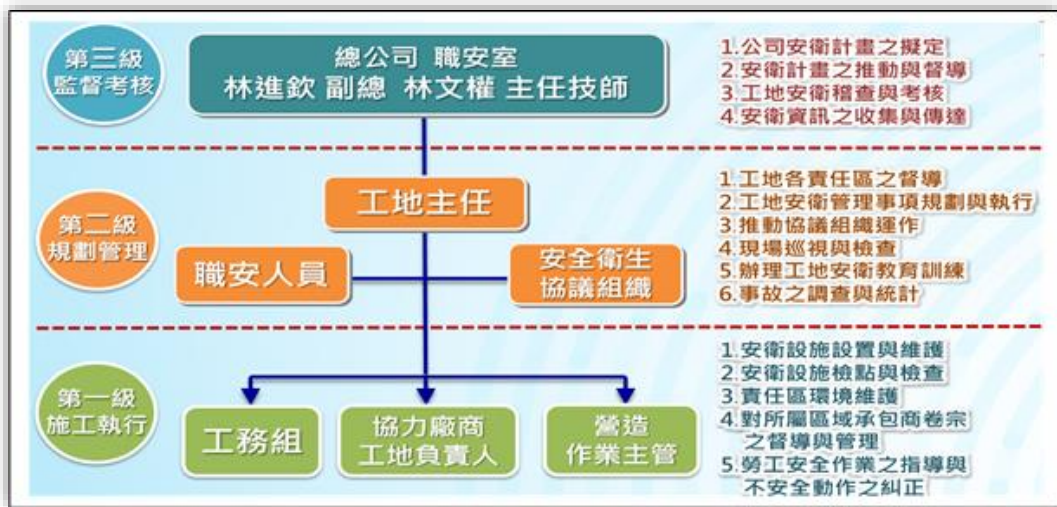 第三級
監督考核
總公司 職安室
林進欽 副總 林文權 主任技師
1.公司安衛計畫之擬定
2.安衛計畫之推動與督導
3.工地安衛稽查與考核
4.安衛資訊之收集與傳達
第二級
規劃管理
工地主任
職安人員
安全衛生
協議組織
1.工地各責任區之督導
2.工地安衛管理事項規劃與執行
3.推動協議組織運作
4.現場巡視與檢查
5.辦理工地安衛教育訓練
6.事故之調查與統計
第一級
施工執行
工務組
協力廠商
工地負責人
營造
作業主管
1.安衛設施設置與維護
2.安衛設施檢點與檢查
3.責任區環境維護
4.對所屬區域承包商卷宗
之督導與管理
5.勞工安全作業之指導與
不安全動作之糾正